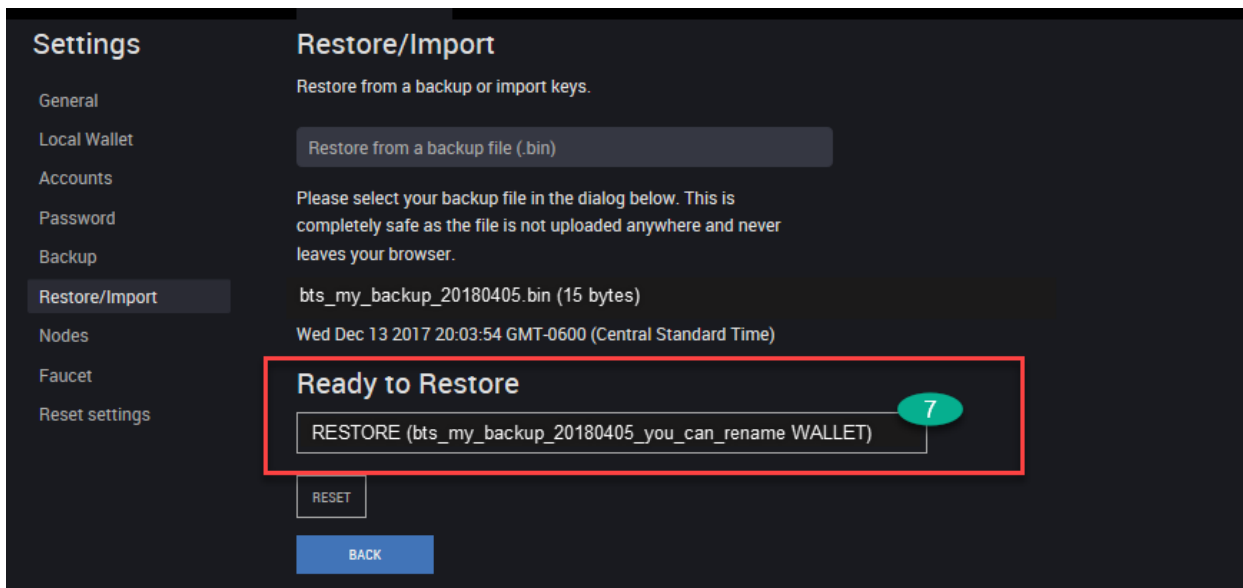 Settings
General
Local Wallet
Accounts
Password
Backup
Restore/Import
Nodes
Faucet
Reset settings
Restore/Import
Restore from a backup or import keys.
Restore from a backup file (.bin)
Please select your backup file in the dialog below. This is
completely safe as the file is not uploaded anywhere and never
leaves your browser.
bts_my_backup_20180405.bin (15 bytes)
Wed Dec 13 2017 20:03:54 GMT-0600 (Central Standard Time)
Ready to Restore
7
RESTORE (bts_my_backup_20180405_you_can_rename WALLET)
RESET
BACK